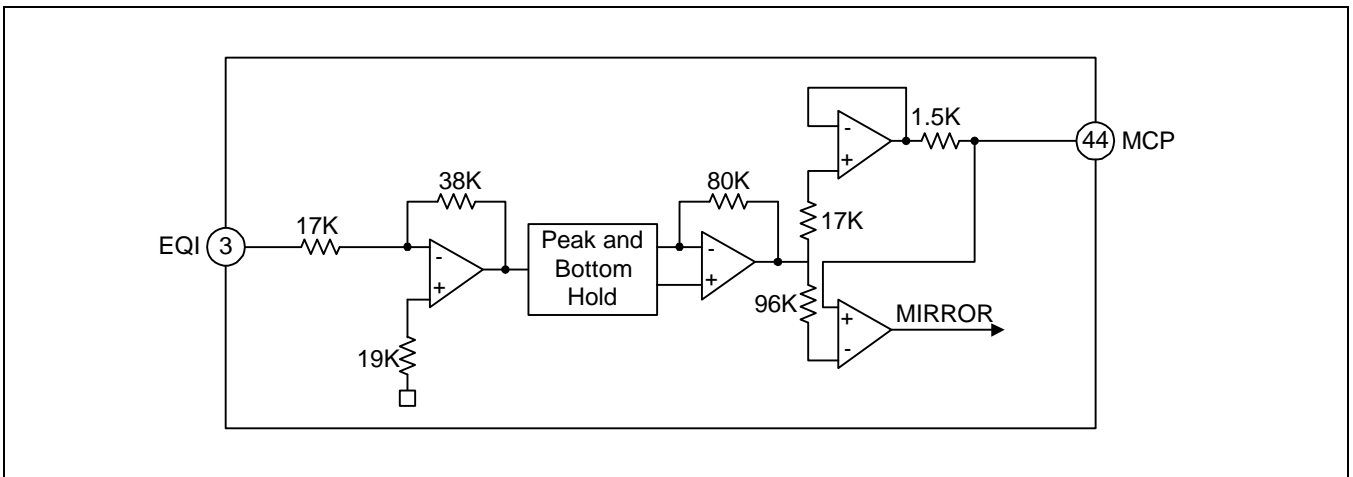 EQI 3
17K
38K
-
+
19K
Peak and
Bottom
Hold
80K
-
+
17K
96K
-
+
1.5K
44 MCP
+
-
MIRROR